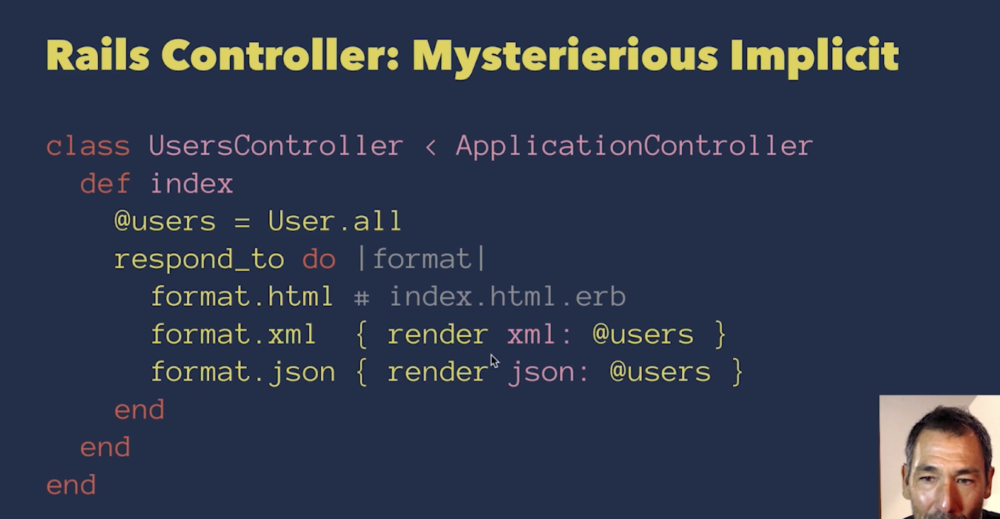 Rails Controller: Mysterierious Implicit
class UsersController < ApplicationController
def index
@users = User.all
respond_to do |format|
format.html # index.html.erb
format.xml { render xml: @users }
format.json { render json: @users }
end
end
end